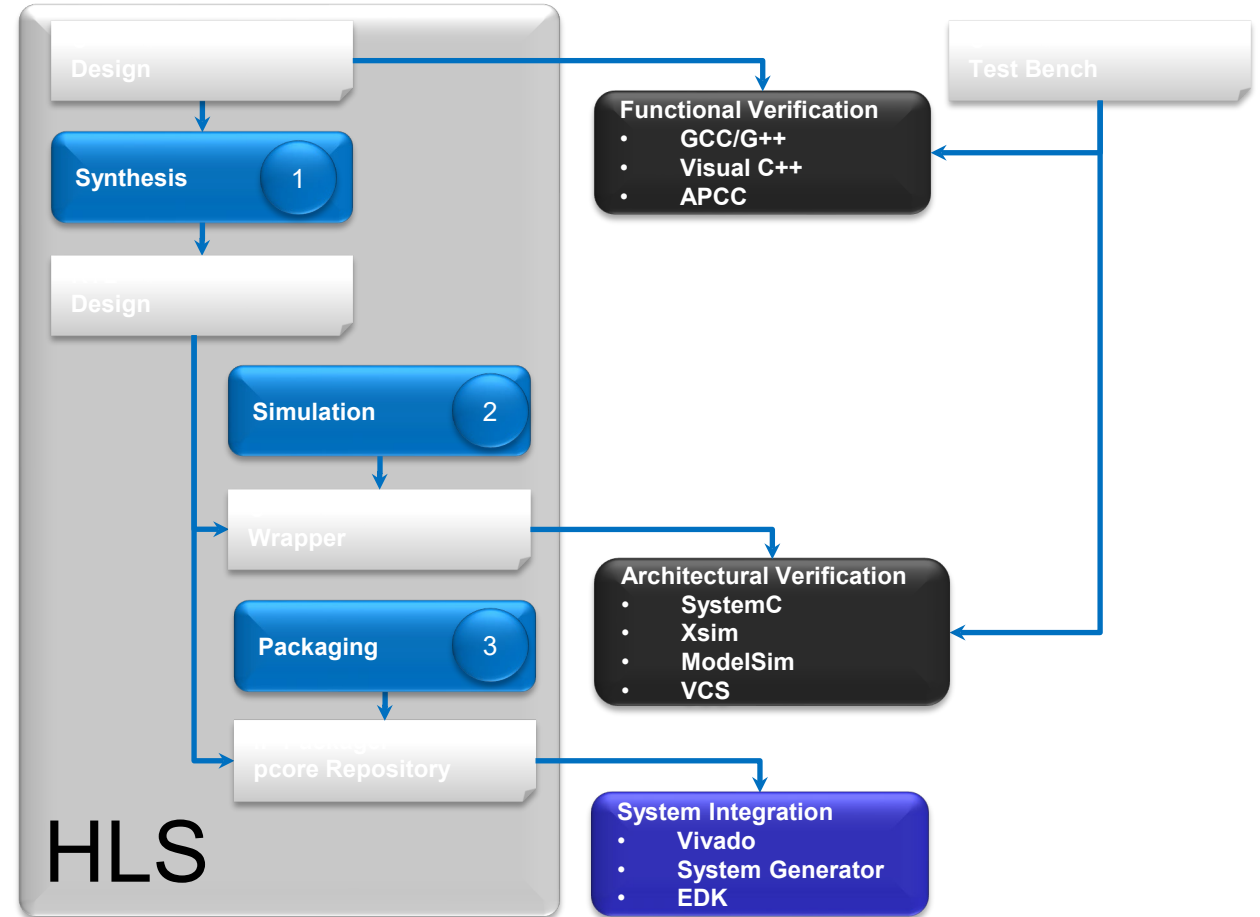 Design
Test Bench
Functional Verification
• GCC/G++
• Visual C++
• APCC
Synthesis 1
Design
Simulation 2
Wrapper
Architectural Verification
• SystemC
• Xsim
• ModelSim
• VCS
Packaging 3
pcore Repository
System Integration
• Vivado
• System Generator
• EDK
HLS